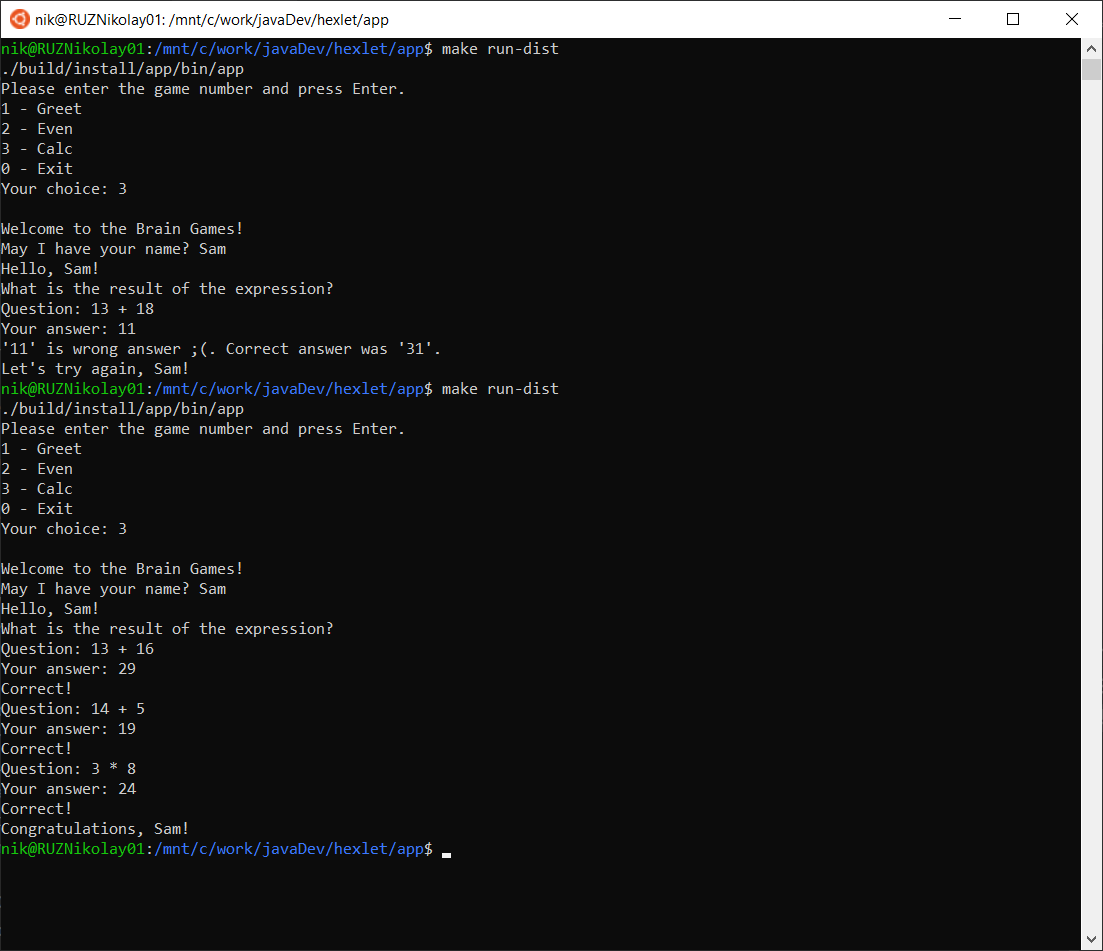 nik@RUZNikolay01: /mnt/c/work/javaDev/hexlet/app
nik@RUZNikolay01:/mnt/c/work/javaDev/hexlet/app$ make run-dist
./build/install/app/bin/app
Please enter the game number and press Enter.
1 - Greet
2 - Even
3 - Calc
0 - Exit
Your choice: 3
Welcome to the Brain Games!
May I have your name? Sam
Hello, Sam!
What is the result of the expression?
Question: 13 + 18
Your answer: 11
'11' is wrong answer ;(. Correct answer was '31'.
Let's try again, Sam!
nik@RUZNikolay01:/mnt/c/work/javaDev/hexlet/app$ make run-dist
./build/install/app/bin/app
Please enter the game number and press Enter.
1 - Greet
2 - Even
3 - Calc
0 - Exit
Your choice: 3
Welcome to the Brain Games!
May I have your name? Sam
Hello, Sam!
What is the result of the expression?
Question: 13 + 16
Your answer: 29
Correct!
Question: 14 + 5
Your answer: 19
Correct!
Question: 3 * 8
Your answer: 24
Correct!
Congratulations, Sam!
nik@RUZNikolay01:/mnt/c/work/javaDev/hexlet/app$